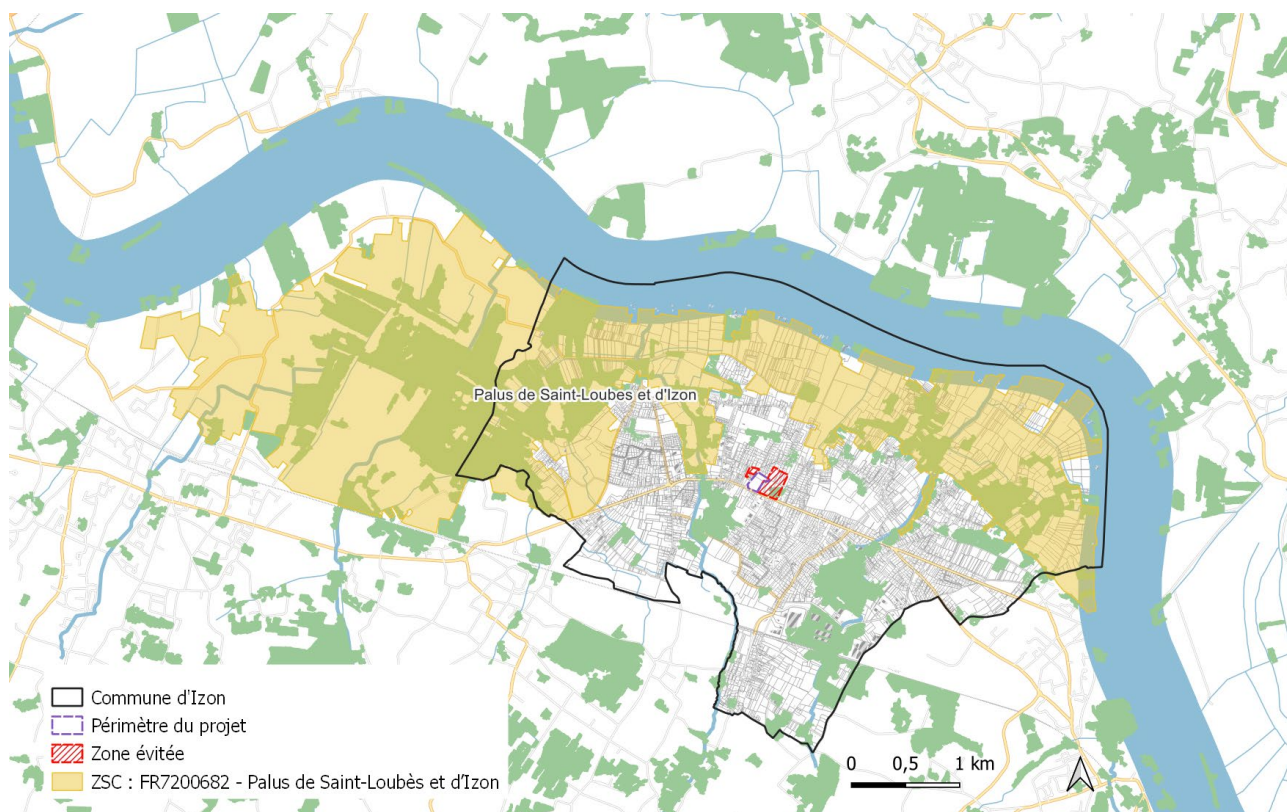 Palus de Saint-Loubes et d'Izon
Commune d'Izon
Périmètre du projet
Zone évitée
ZSC : FR7200682 - Palus de Saint-Loubès et d'Izon
0 0,5 1 km